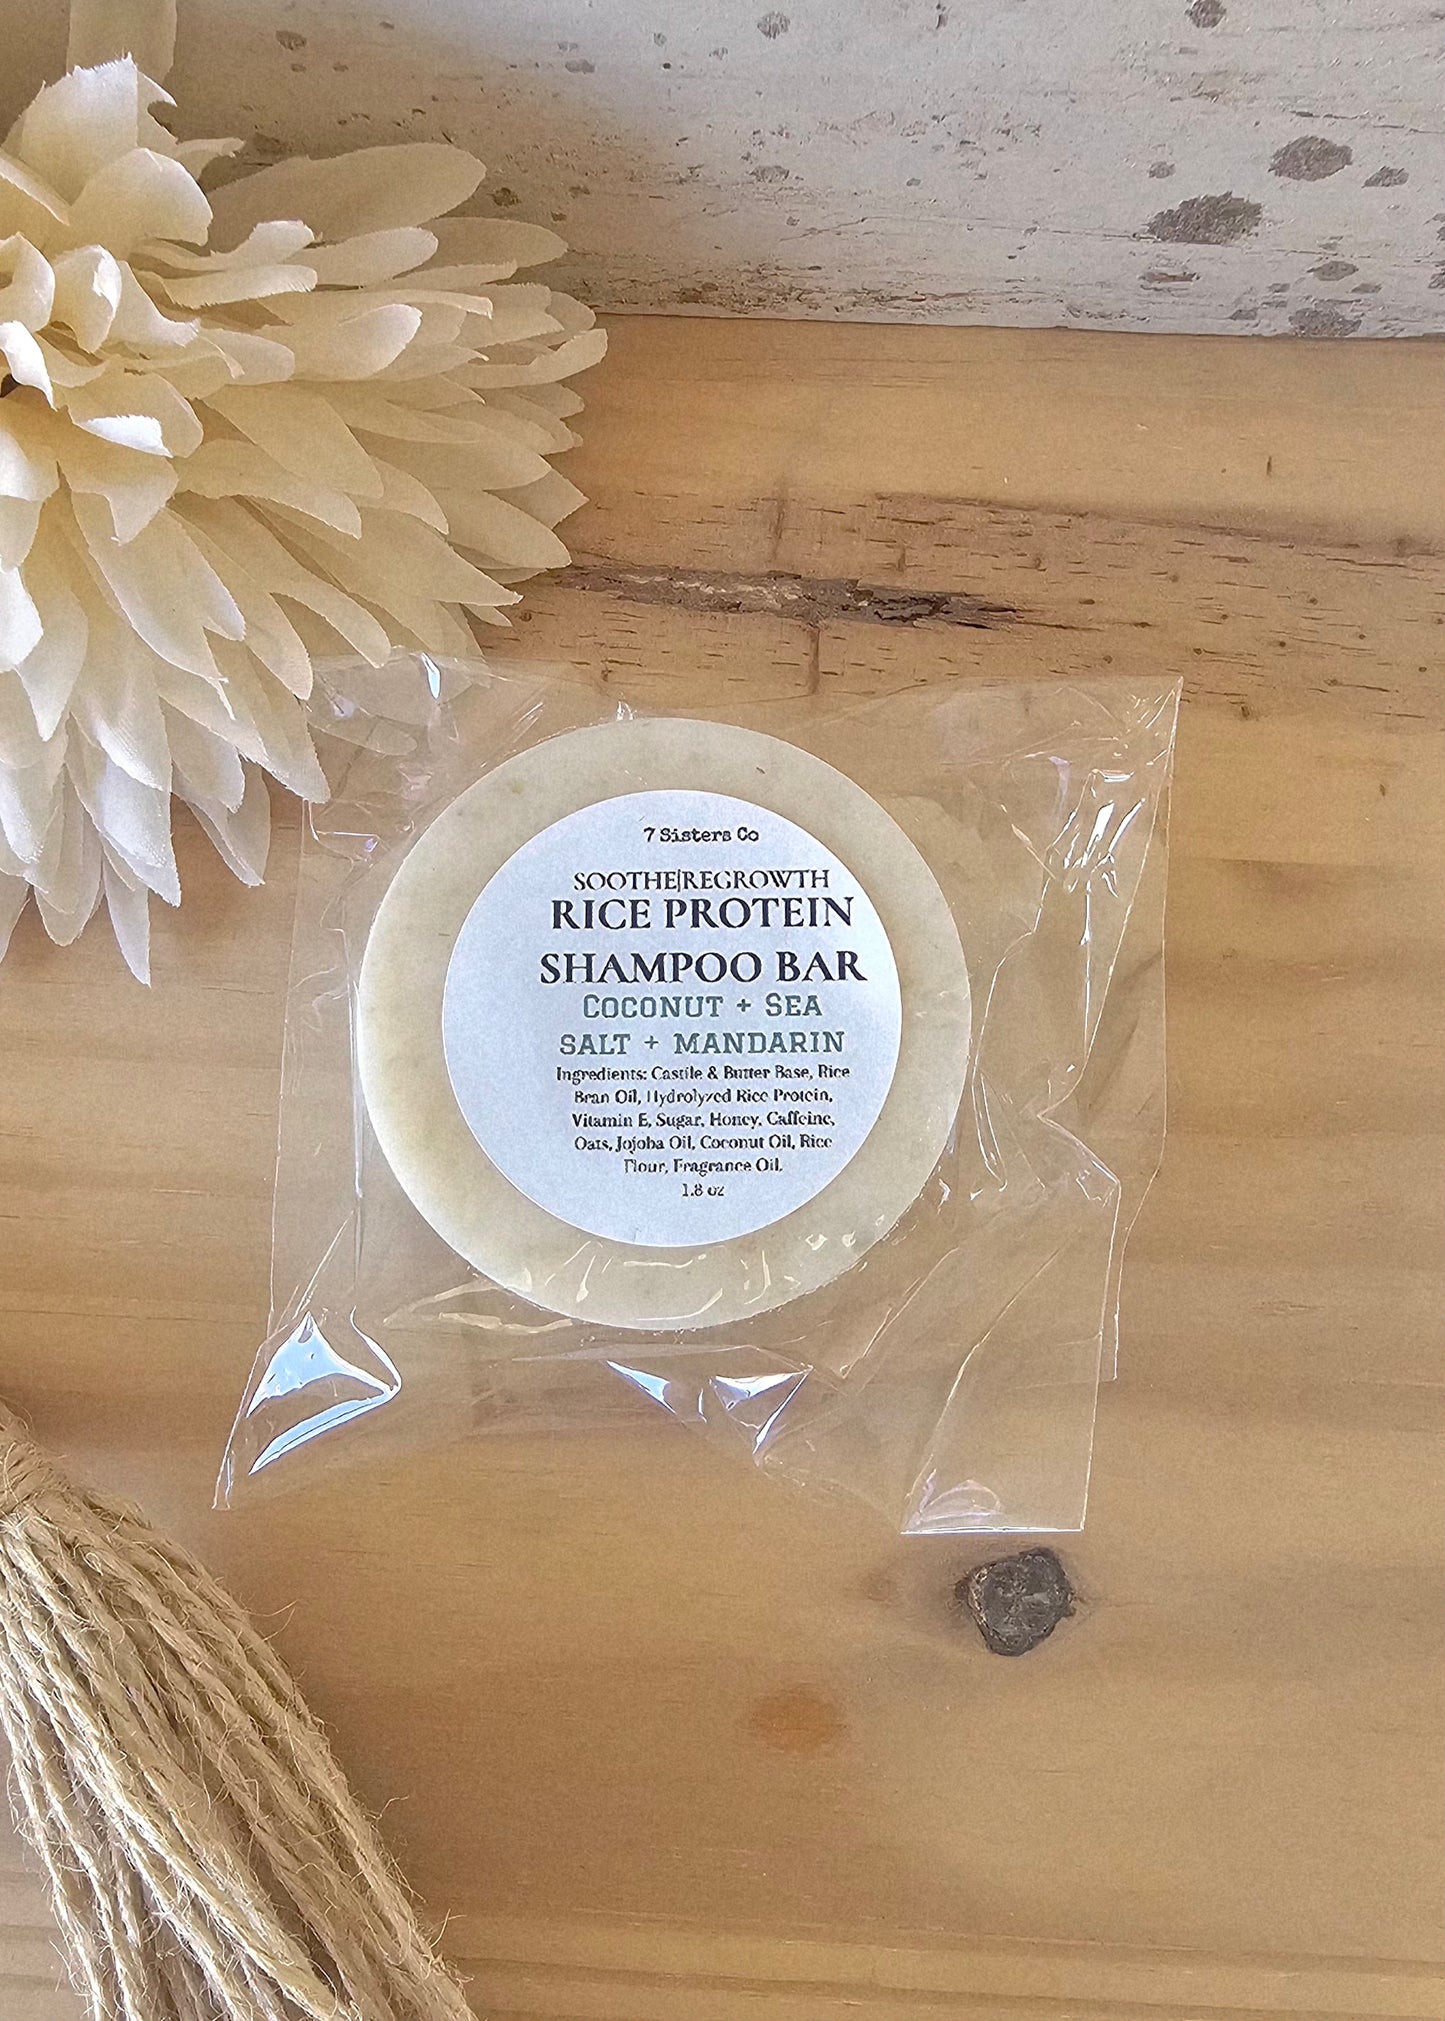 7 Sisters Co
SOOTHE|REGROWTH
RICE PROTEIN
SHAMPOO BAR
COCONUT + SEA
SALT + MANDARIN
Ingredients: Castile & Butter Base, Rice
Bran Oil, Hydrolyzed Rice Protein,
Vitamin E, Sugar, Honey, Caffeine,
Oats, Jojoba Oil, Coconut Oil, Rice
Flour, Fragrance Oil.
1.8 oz